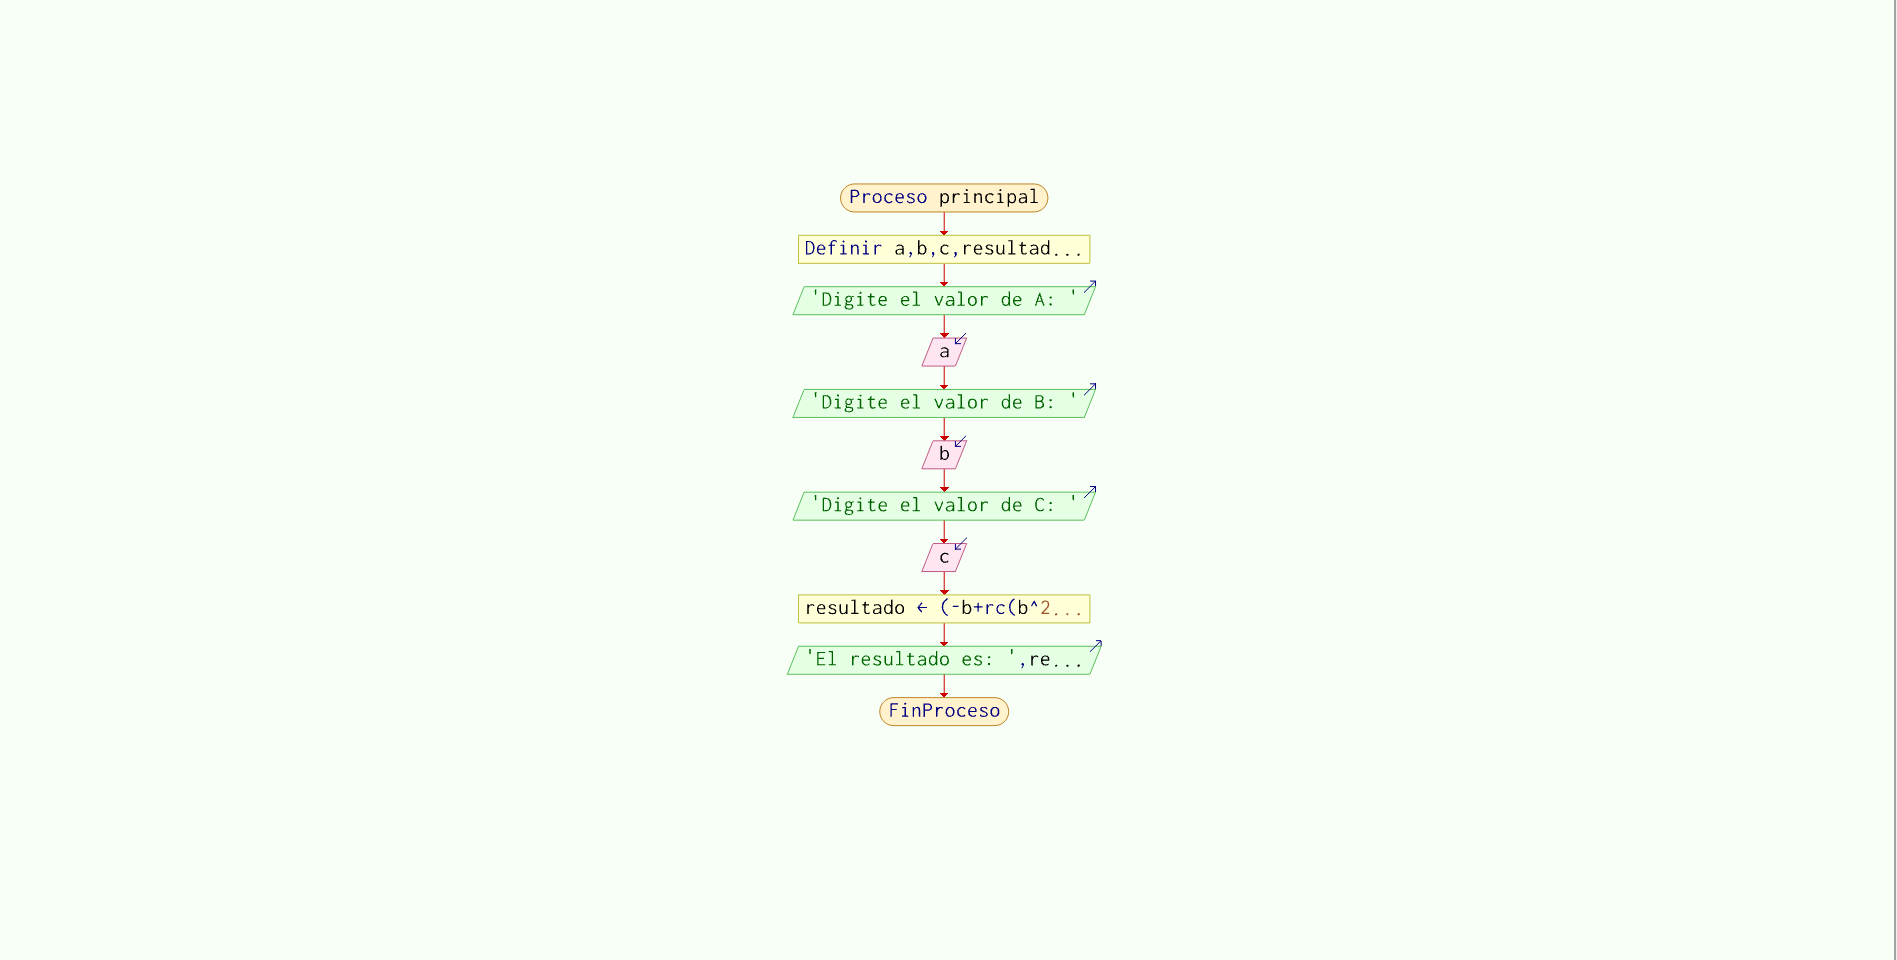 Proceso principal
Definir a,b,c,resultad...
'Digite el valor de A: '
a
'Digite el valor de B: '
b
'Digite el valor de C: '
c
resultado ← (-b+rc(b^2...
'El resultado es: ',re...
FinProceso